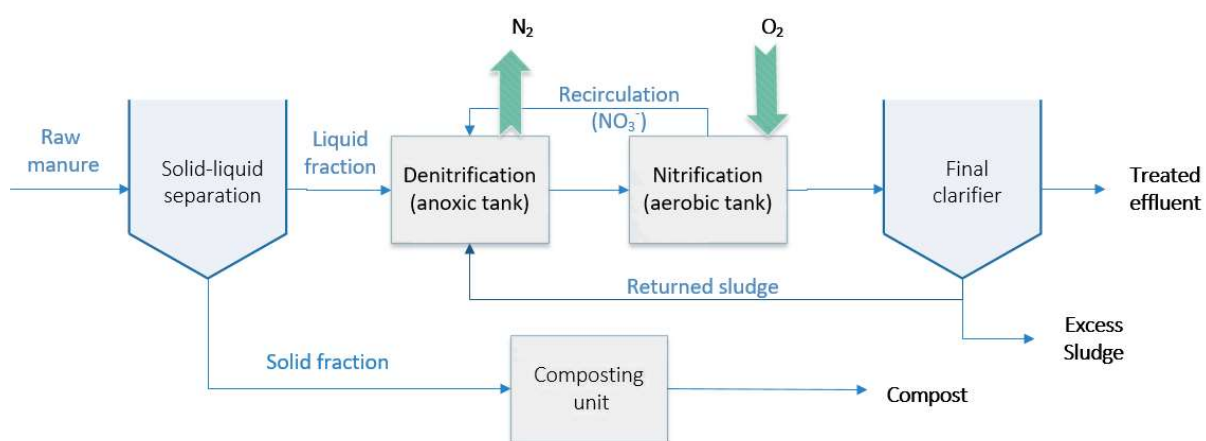 N₂
O₂
Recirculation
(NO₃⁻)
Raw
manure
Solid-liquid
separation
Liquid
fraction
Denitrification
(anoxic tank)
Nitrification
(aerobic tank)
Final
clarifier
Treated
effluent
Returned sludge
Excess
Sludge
Solid fraction
Composting
unit
Compost